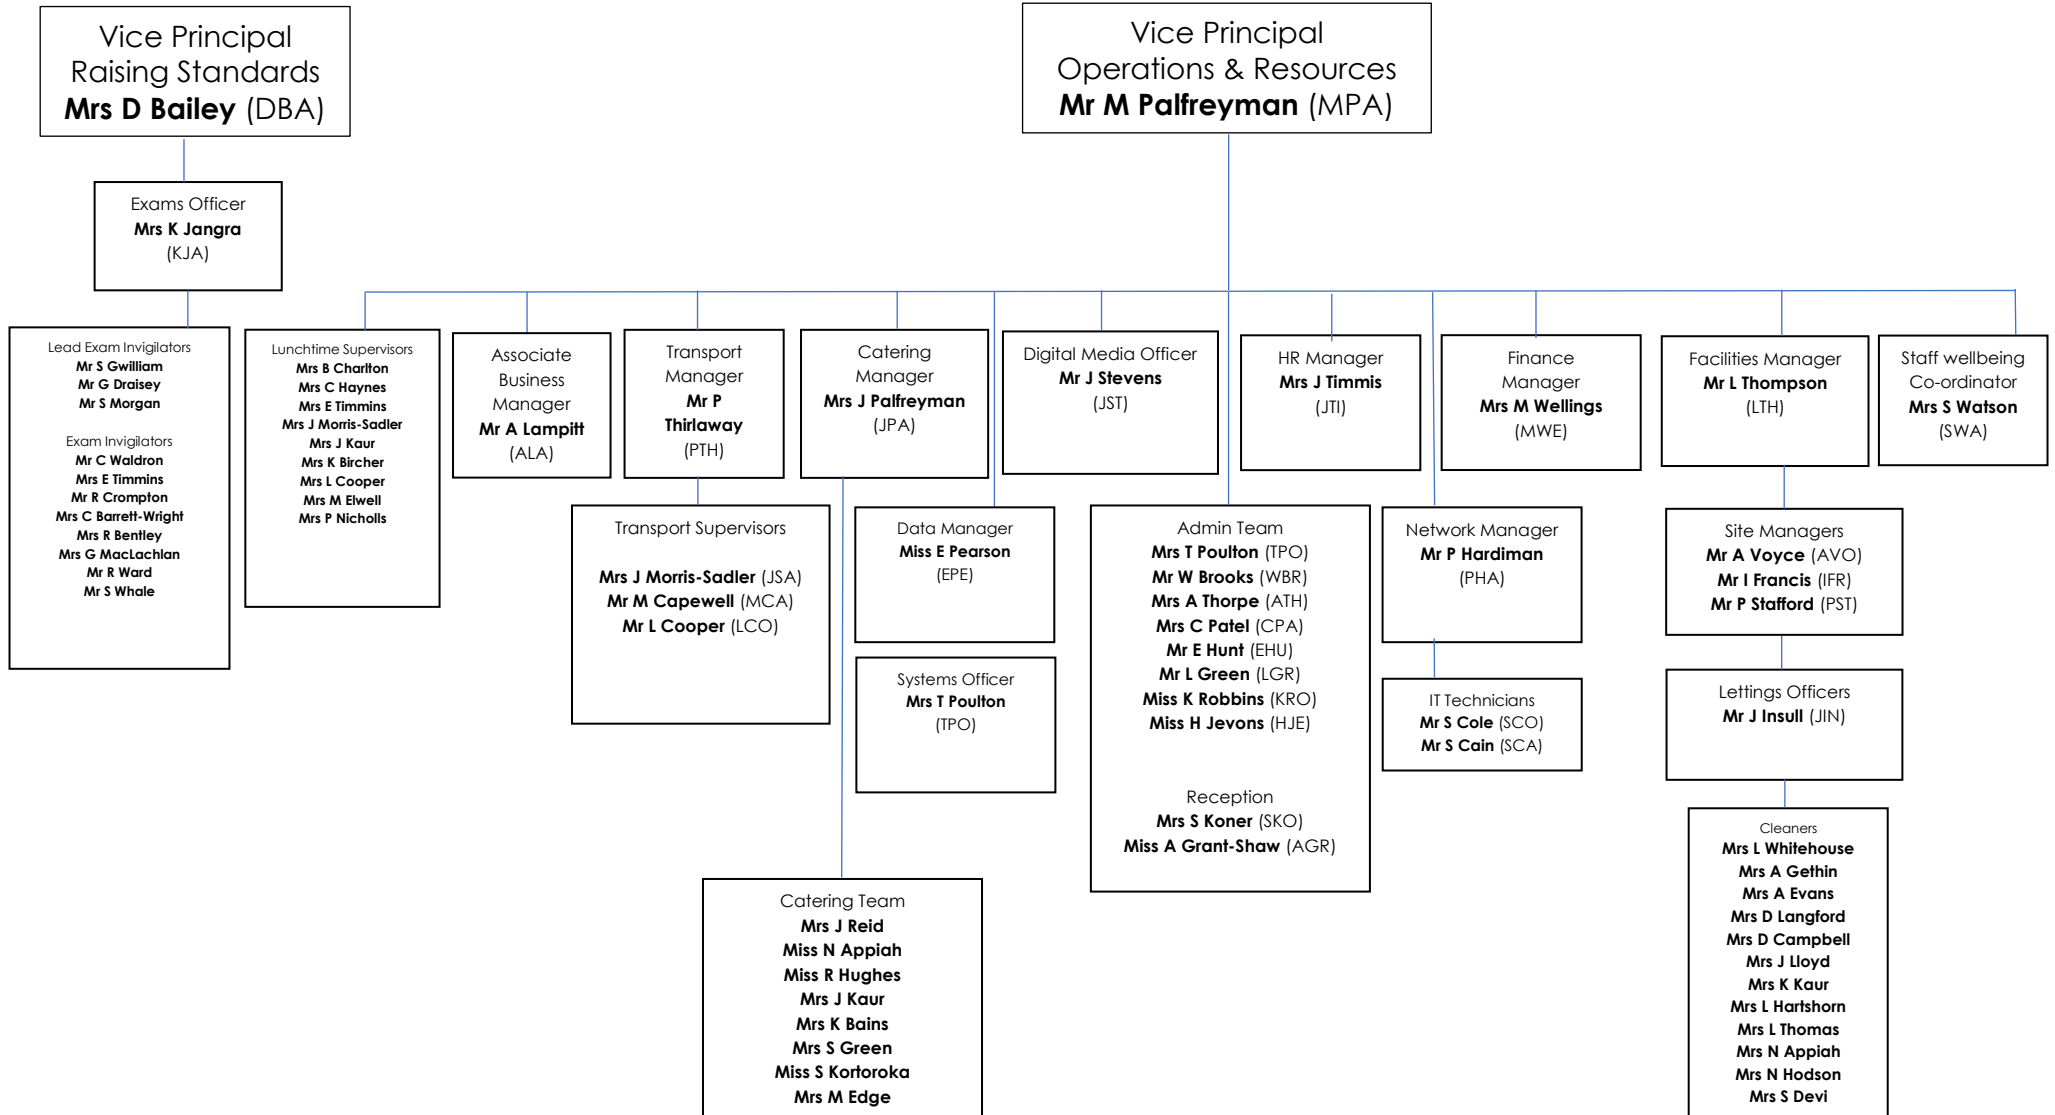 Vice Principal
Raising Standards
Mrs D Bailey (DBA)
Vice Principal
Operations & Resources
Mr M Palfreyman (MPA)
Exams Officer
Mrs K Jangra
(KJA)
Lead Exam Invigilators
Mr S Gwilliam
Mr G Draisey
Mr S Morgan
Exam Invigilators
Mr C Waldron
Mrs E Timmins
Mr R Crompton
Mrs C Barrett-Wright
Mrs R Bentley
Mrs G MacLachlan
Mr R Ward
Mr S Whale
Lunchtime Supervisors
Mrs B Charlton
Mrs C Haynes
Mrs E Timmins
Mrs J Morris-Sadler
Mrs J Kaur
Mrs K Bircher
Mrs L Cooper
Mrs M Elwell
Mrs P Nicholls
Associate
Business
Manager
Mr A Lampitt
(ALA)
Transport
Manager
Mr P
Thirlaway
(PTH)
Catering
Manager
Mrs J Palfreyman
(JPA)
Digital Media Officer
Mr J Stevens
(JST)
HR Manager
Mrs J Timmis
(JTI)
Finance
Manager
Mrs M Wellings
(MWE)
Facilities Manager
Mr L Thompson
(LTH)
Staff wellbeing
Co-ordinator
Mrs S Watson
(SWA)
Transport Supervisors
Mrs J Morris-Sadler (JSA)
Mr M Capewell (MCA)
Mr L Cooper (LCO)
Data Manager
Miss E Pearson
(EPE)
Systems Officer
Mrs T Poulton
(TPO)
Admin Team
Mrs T Poulton (TPO)
Mr W Brooks (WBR)
Mrs A Thorpe (ATH)
Mrs C Patel (CPA)
Mr E Hunt (EHU)
Mr L Green (LGR)
Miss K Robbins (KRO)
Miss H Jevons (HJE)
Reception
Mrs S Koner (SKO)
Miss A Grant-Shaw (AGR)
Network Manager
Mr P Hardiman
(PHA)
IT Technicians
Mr S Cole (SCO)
Mr S Cain (SCA)
Site Managers
Mr A Voyce (AVO)
Mr I Francis (IFR)
Mr P Stafford (PST)
Lettings Officers
Mr J Insull (JIN)
Catering Team
Mrs J Reid
Miss N Appiah
Miss R Hughes
Mrs J Kaur
Mrs K Bains
Mrs S Green
Miss S Kortoroka
Mrs M Edge
Cleaners
Mrs L Whitehouse
Mrs A Gethin
Mrs A Evans
Mrs D Langford
Mrs D Campbell
Mrs J Lloyd
Mrs K Kaur
Mrs L Hartshorn
Mrs L Thomas
Mrs N Appiah
Mrs N Hodson
Mrs S Devi